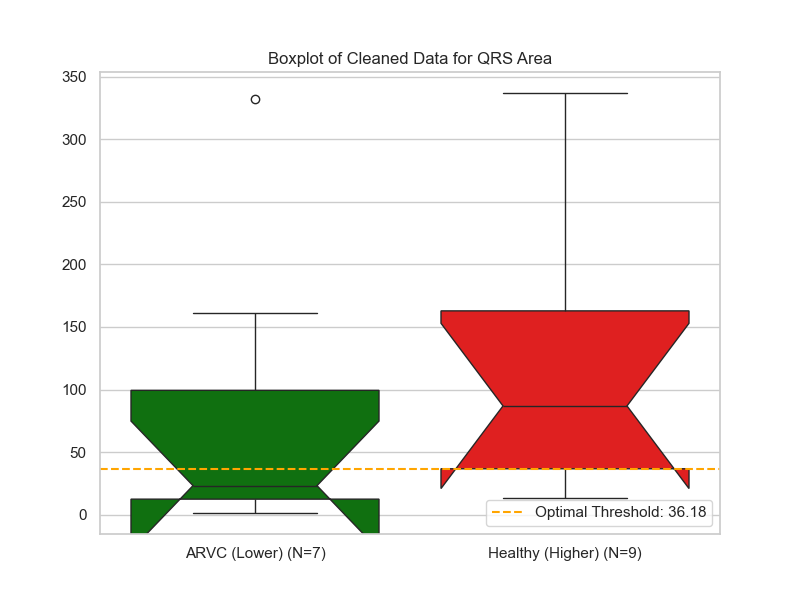 Boxplot of Cleaned Data for QRS Area
350
300
250
200
150
100
50
0
Optimal Threshold: 36.18
ARVC (Lower) (N=7)
Healthy (Higher) (N=9)